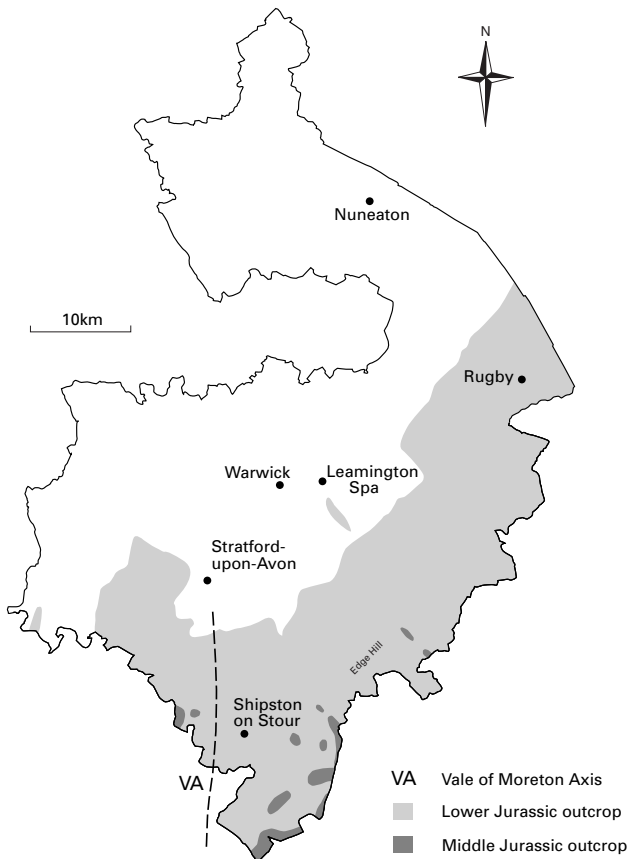 N
Nuneaton
10km
Rugby
Warwick
Leamington
Spa
Stratford-
upon-Avon
Edge Hill
Shipston
on Stour
VA
VA Vale of Moreton Axis
Lower Jurassic outcrop
Middle Jurassic outcrop